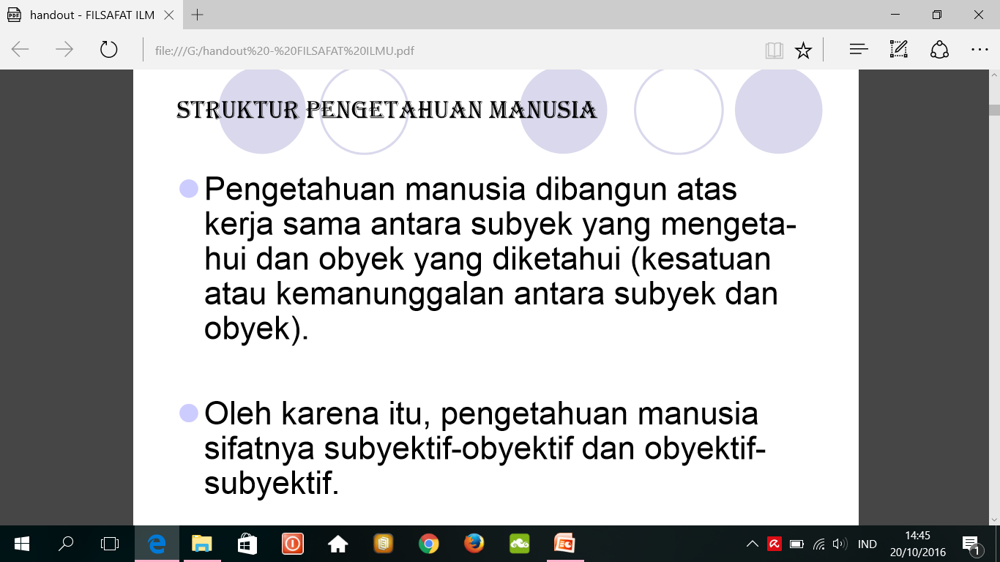 handout - FILSAFAT ILM
file:///G:/handout%20-%20FILSAFAT%20ILMU.pdf
STRUKTUR PENGETAHUAN MANUSIA
Pengetahuan manusia dibangun atas
kerja sama antara subyek yang mengeta-
hui dan obyek yang diketahui (kesatuan
atau kemanunggalan antara subyek dan
obyek).
Oleh karena itu, pengetahuan manusia
sifatnya subyektif-obyektif dan obyektif-
subyektif.
IND
14:45
20/10/2016
1